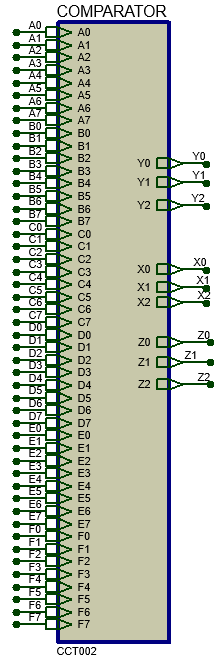 COMPARATOR
A0 A0
A1 A1
A2 A2
A3 A3
A4 A4
A5 A5
A6 A6
A7 A7
B0 B0
B1 B1
B2 B2
B3 B3
B4 B4
B5 B5
B6 B6
B7 B7
C0 C0
C1 C1
C2 C2
C3 C3
C4 C4
C5 C5
C6 C6
C7 C7
D0 D0
D1 D1
D2 D2
D3 D3
D4 D4
D5 D5
D6 D6
D7 D7
E0 E0
E1 E1
E2 E2
E3 E3
E4 E4
E5 E5
E6 E6
E7 E7
F0 F0
F1 F1
F2 F2
F3 F3
F4 F4
F5 F5
F6 F6
F7 F7
Y0 Y0
Y1 Y1
Y2 Y2
X0 X0
X1 X1
X2 X2
Z0 Z0
Z1 Z1
Z2 Z2
CCT002